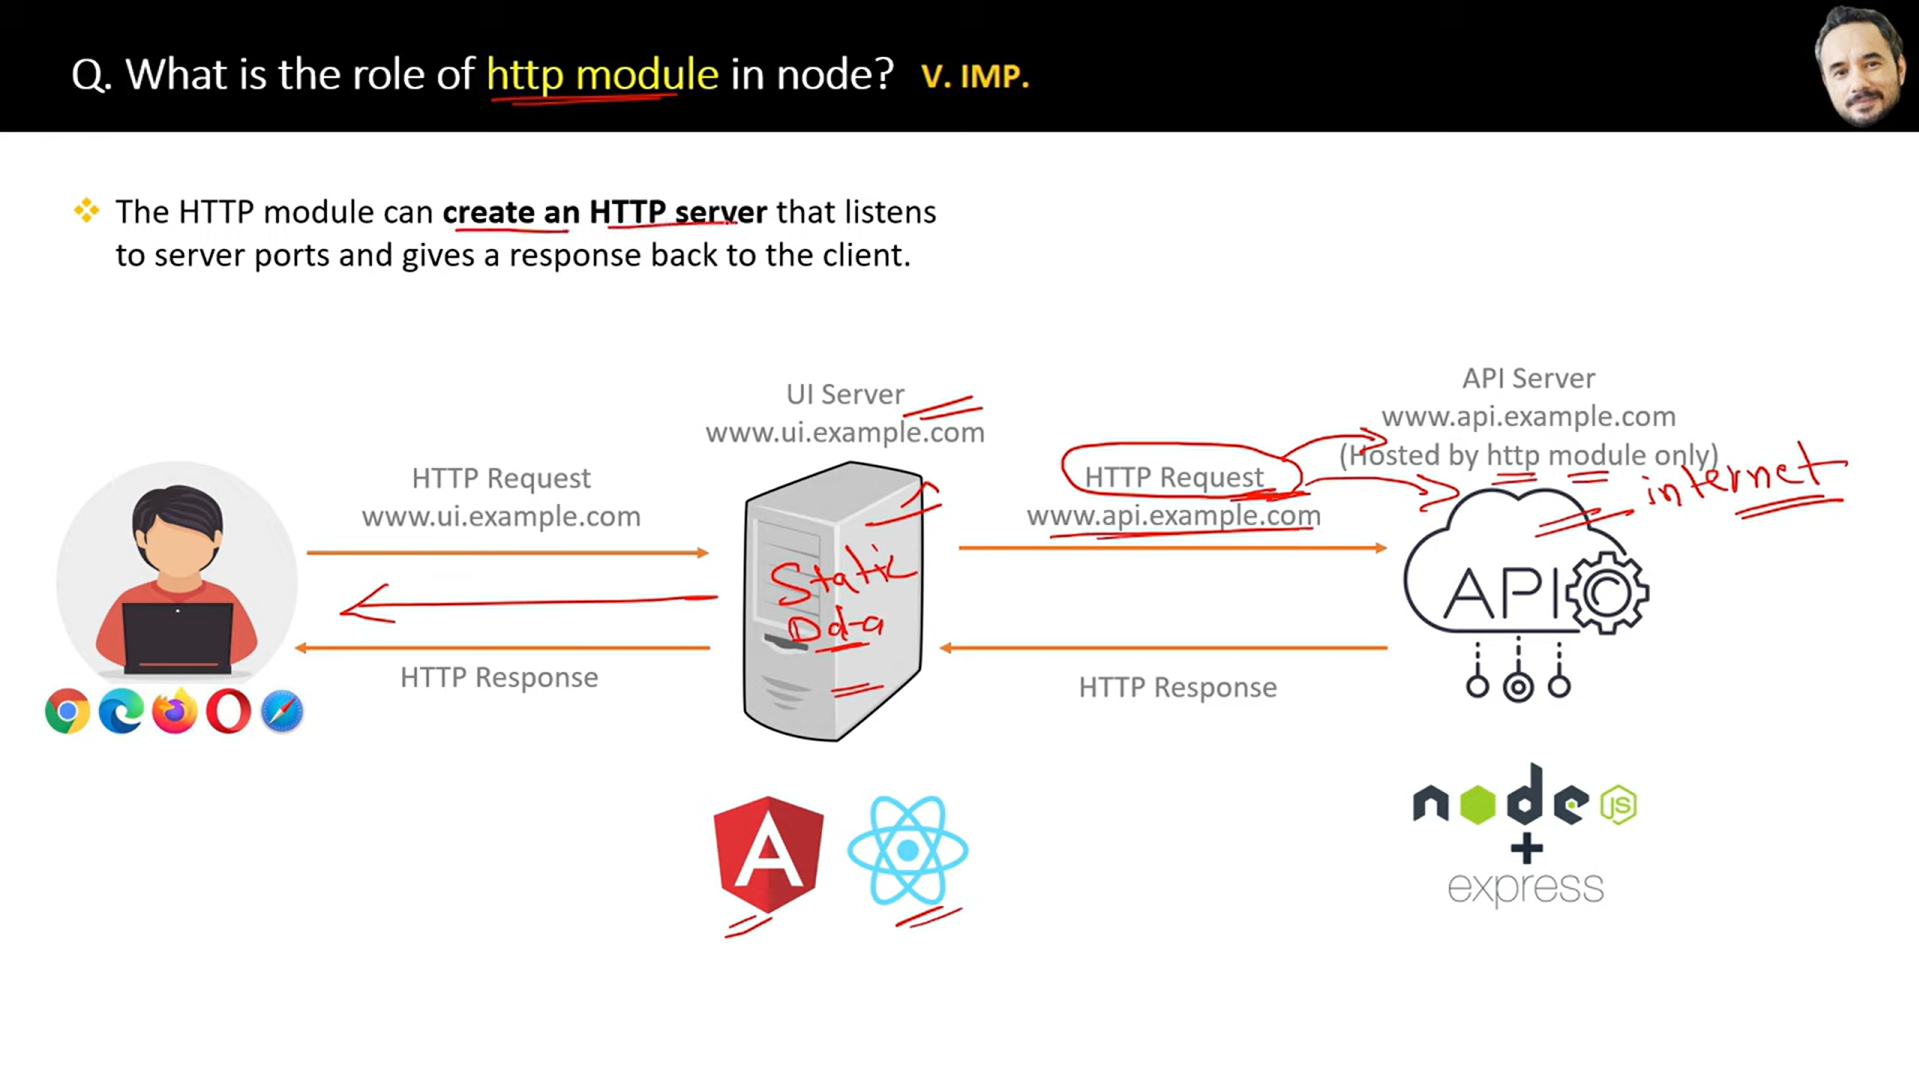 Q. What is the role of http module in node? V. IMP.
The HTTP module can create an HTTP server that listens
to server ports and gives a response back to the client.
UI Server
www.ui.example.com
HTTP Request
www.ui.example.com
HTTP Response
Static
HTTP Request
www.api.example.com
HTTP Response
API Server
www.api.example.com
(Hosted by http module only)
internet
API
node JS
+
express